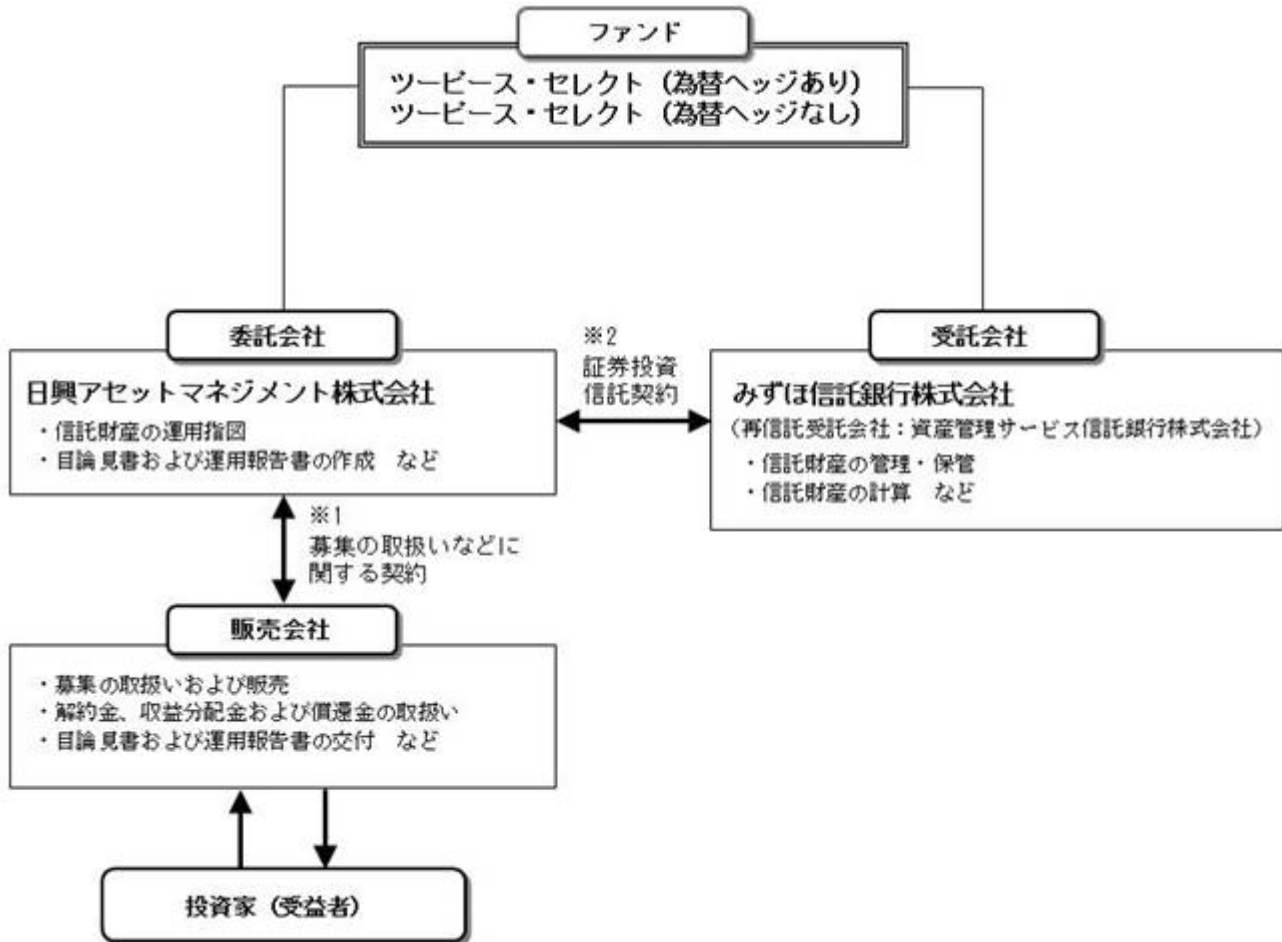 ファンド
ツーピース・セレクト（為替ヘッジあり）
ツーピース・セレクト（為替ヘッジなし）
委託会社
日興アセットマネジメント株式会社
・信託財産の運用指図
・目論見書および運用報告書の作成　など
※2
証券投資
信託契約
受託会社
みずほ信託銀行株式会社
（再信託受託会社：資産管理サービス信託銀行株式会社）
・信託財産の管理・保管
・信託財産の計算　など
※1
募集の取扱いなどに
関する契約
販売会社
・募集の取扱いおよび販売
・解約金、収益分配金および償還金の取扱い
・目論見書および運用報告書の交付　など
投資家（受益者）